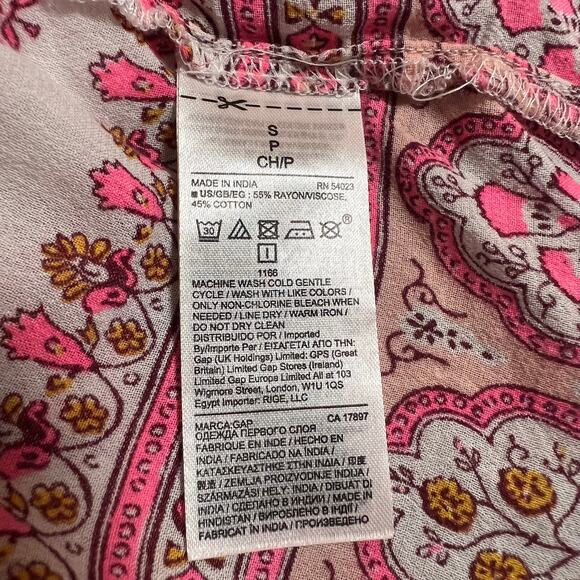 S
P
CH/P
MADE IN INDIA RN 54023
US/GB/EG : 55% RAYON/VISCOSE,
45% COTTON
30
®
I
1166
MACHINE WASH COLD GENTLE
CYCLE / WASH WITH LIKE COLORS /
ONLY NON-CHLORINE BLEACH WHEN
NEEDED / LINE DRY / WARM IRON /
DO NOT DRY CLEAN
DISTRIBUIDO POR / Imported
By/Importe Par / ΕΙΣΑΓΕΤΑΙ ΑΠΟ ΤΗΝ:
Gap (UK Holdings) Limited: GPS (Great
Britain) Limited Gap Stores (Ireland)
Limited Gap Europe Limited All at 103
Wigmore Street, London, W1U 1QS
Egypt Importer: RIGE, LLC
MARCA:GAP CA 17897
ОДЕЖДА ПЕРВОГО СЛОЯ
FABRIQUE EN INDE / HECHO EN
INDIA / FABRICADO NA ÍNDIA /
ΚΑΤΑΣΚΕΥΑΣΤΗΚΕ ΣΤΗΝ ΙΝΔΙΑ / 印度
製造 / ZEMLJA PROIZVODNJE INDIJA /
SZÁRMAZÁSI HELY: INDIA / DIBUAT DI
INDIA / СДЕЛАНО В ИНДИИ / MADE IN
HINDISTAN / ВИРОБЛЕНО В ІНДІЇ /
FABRICAT ÎN INDIA / ПРОИЗВЕДЕНО